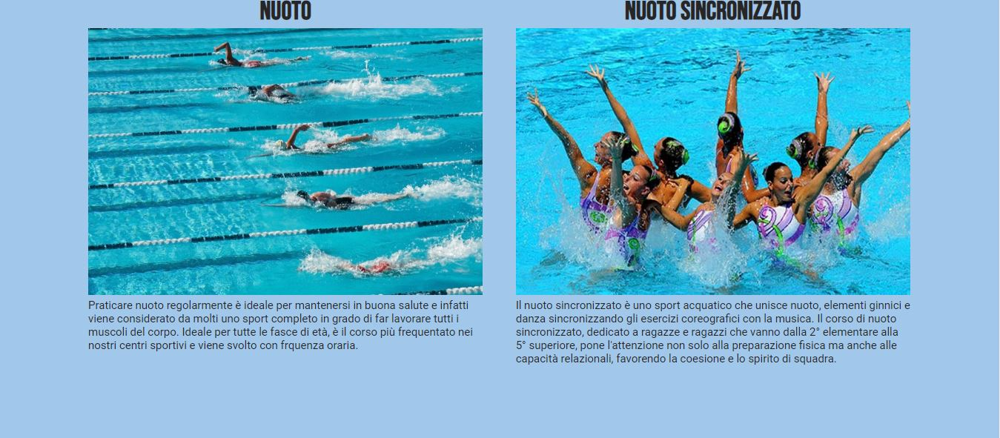 NUOTO
Praticare nuoto regolarmente è ideale per mantenersi in buona salute e infatti
viene considerato da molti uno sport completo in grado di far lavorare tutti i
muscoli del corpo. Ideale per tutte le fasce di età, è il corso più frequentato nei
nostri centri sportivi e viene svolto con frquenza oraria.
NUOTO SINCRONIZZATO
Il nuoto sincronizzato è uno sport acquatico che unisce nuoto, elementi ginnici e
danza sincronizzando gli esercizi coreografici con la musica. Il corso di nuoto
sincronizzato, dedicato a ragazze e ragazzi che vanno dalla 2° elementare alla
5° superiore, pone l'attenzione non solo alla preparazione fisica ma anche alle
capacità relazionali, favorendo la coesione e lo spirito di squadra.